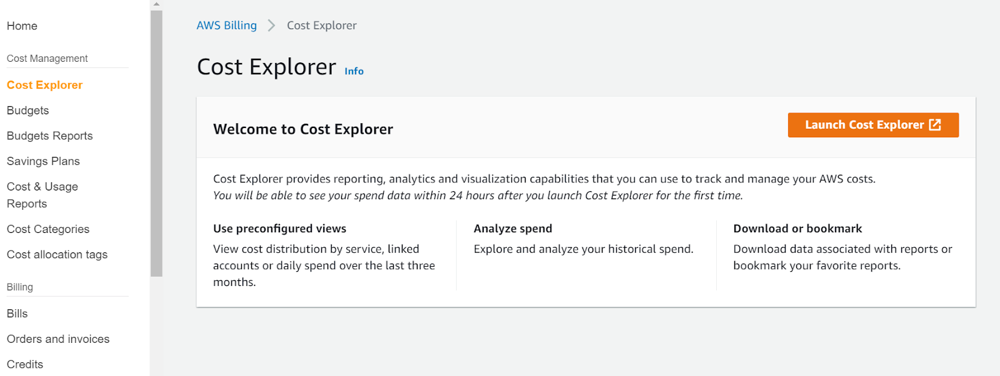 Home
Cost Management
Cost Explorer
Budgets
Budgets Reports
Savings Plans
Cost & Usage
Reports
Cost Categories
Cost allocation tags
Billing
Bills
Orders and invoices
Credits
AWS Billing
Cost Explorer
Cost Explorer Info
Welcome to Cost Explorer
Launch Cost Explorer
Cost Explorer provides reporting, analytics and visualization capabilities that you can use to track and manage your AWS costs.
You will be able to see your spend data within 24 hours after you launch Cost Explorer for the first time.
Use preconfigured views
View cost distribution by service, linked
accounts or daily spend over the last three
months.
Analyze spend
Explore and analyze your historical spend.
Download or bookmark
Download data associated with reports or
bookmark your favorite reports.